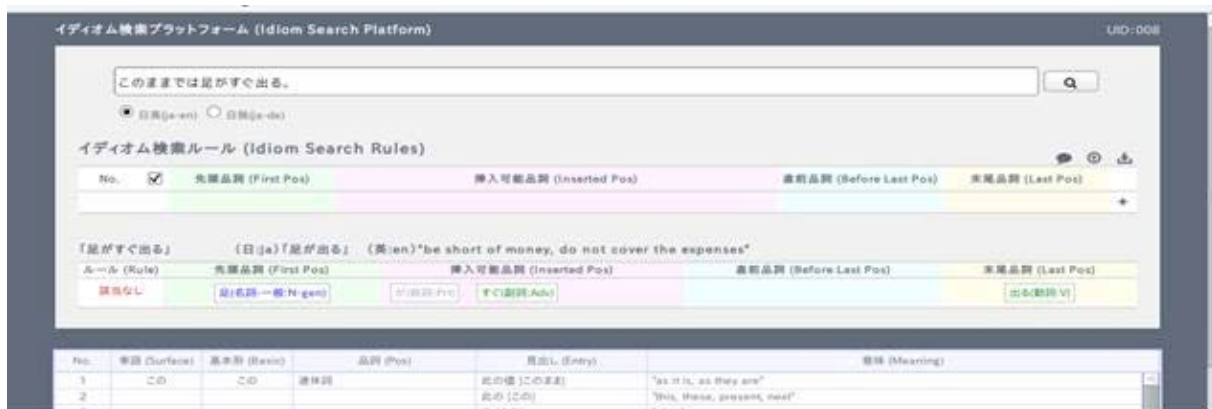 イディオム検索プラットフォーム (Idiom Search Platform) UID:008
このままでは足がすぐ出る。
日英(ja-en) 日独(ja-de)
イディオム検索ルール (Idiom Search Rules)
No. 先頭品詞 (First Pos) 挿入可能品詞 (Inserted Pos) 直前品詞 (Before Last Pos) 末尾品詞 (Last Pos)
+
「足がすぐ出る」 (日:ja)「足が出る」 (英:en)"be short of money, do not cover the expenses"
ルール (Rule) 先頭品詞 (First Pos) 挿入可能品詞 (Inserted Pos) 直前品詞 (Before Last Pos) 末尾品詞 (Last Pos)
該当なし 足(名詞-一般:N-gen) すぐ(副詞:Adv) 出る(動詞:V)
No. 単語 (Surface) 基本形 (Basic) 品詞 (Pos) 見出し (Entry) 意味 (Meaning)
1 この この 連体詞 此の儘 [このまま] "as it is, as they are"
2 此の [この] "this, these, present, next"